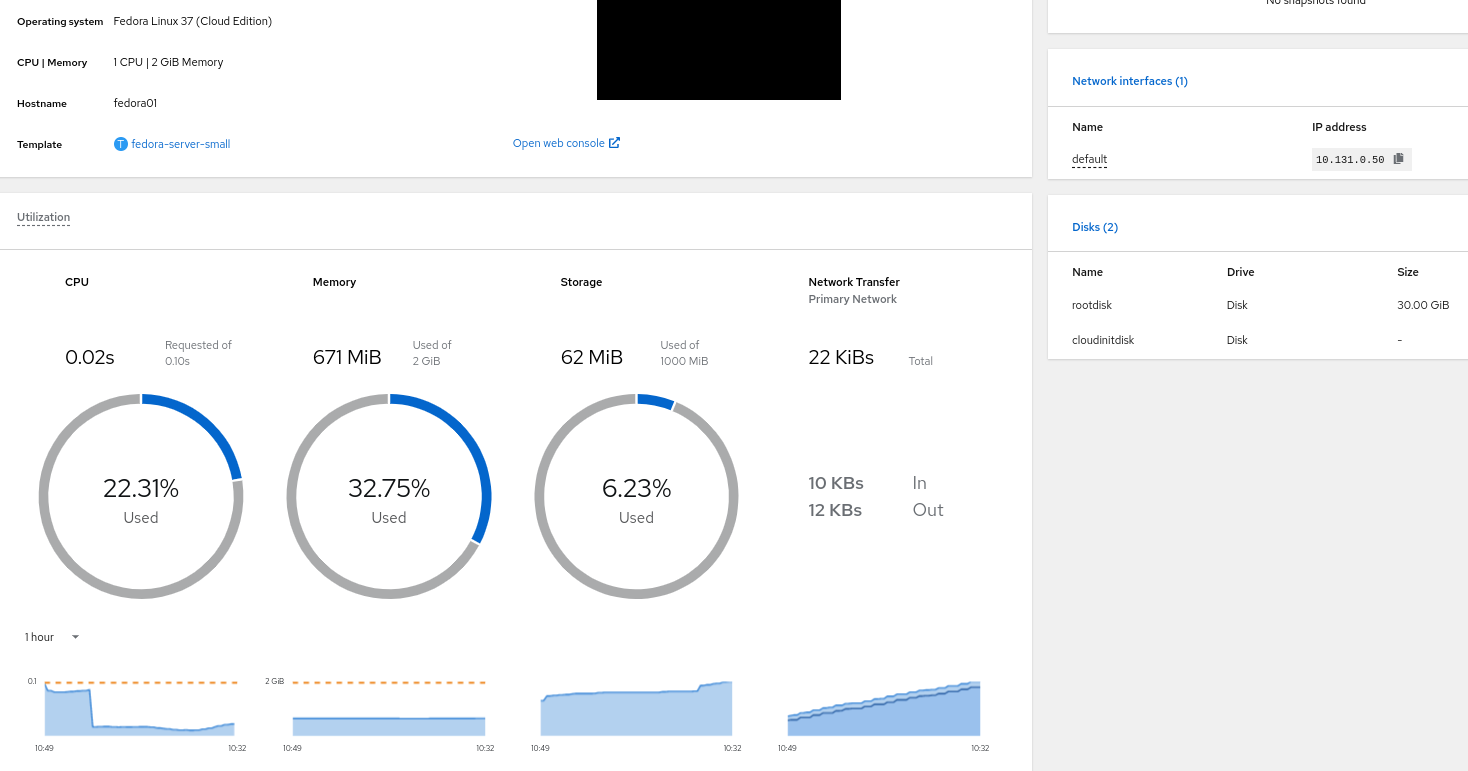 Operating system Fedora Linux 37 (Cloud Edition)
CPU | Memory 1 CPU | 2 GiB Memory
Hostname fedora01
Template T fedora-server-small
Open web console
No snapshots found
Network interfaces (1)
Name IP address
default 10.131.0.50
Disks (2)
Name Drive Size
rootdisk Disk 30.00 GiB
cloudinitdisk Disk -
Utilization
CPU
0.02s
Requested of
0.10s
22.31%
Used
Memory
671 MiB
Used of
2 GiB
32.75%
Used
Storage
62 MiB
Used of
1000 MiB
6.23%
Used
Network Transfer
Primary Network
22 KiBs Total
10 KBs In
12 KBs Out
1 hour
0.1
10:49 10:32
2 GiB
10:49 10:32
10:49 10:32
10:49 10:32